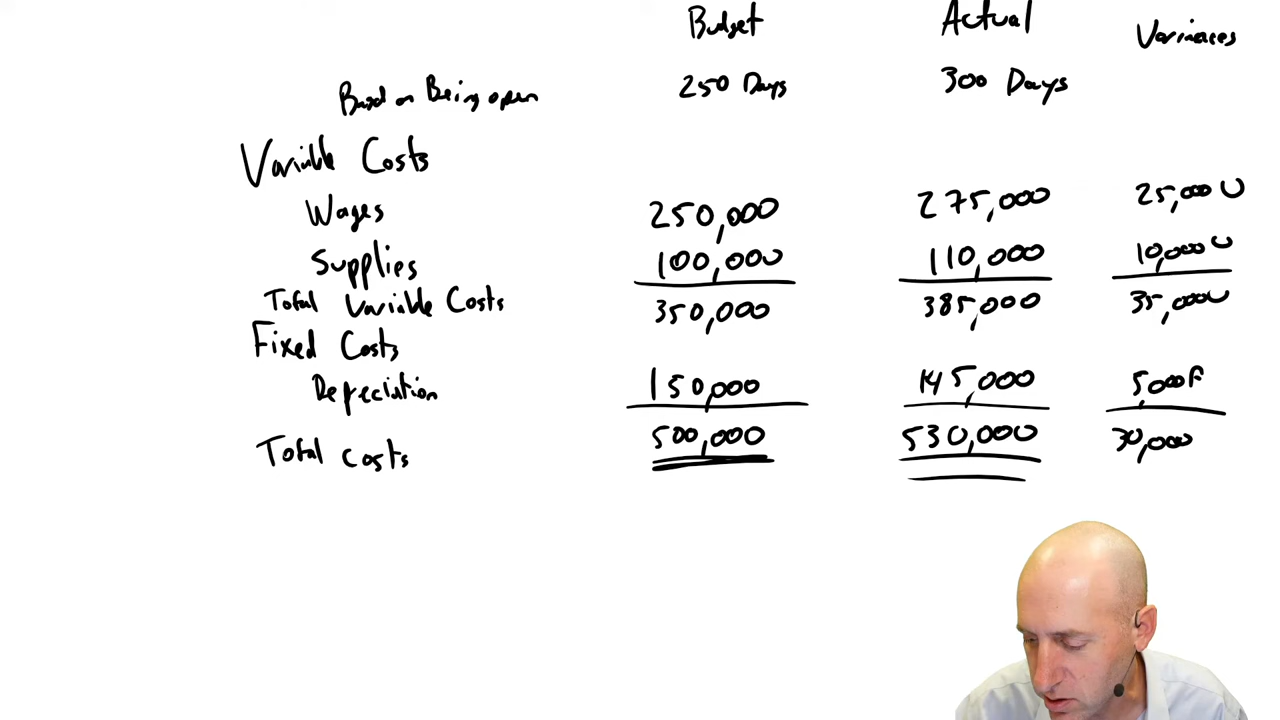 Budget Actual Variances
Based on Being open 250 Days 300 Days
Variable Costs
Wages 250,000 275,000 25,000 U
Supplies 100,000 110,000 10,000 U
Total Variable Costs 350,000 385,000 35,000 U
Fixed Costs
Depreciation 150,000 145,000 5,000 F
Total costs 500,000 530,000 30,000